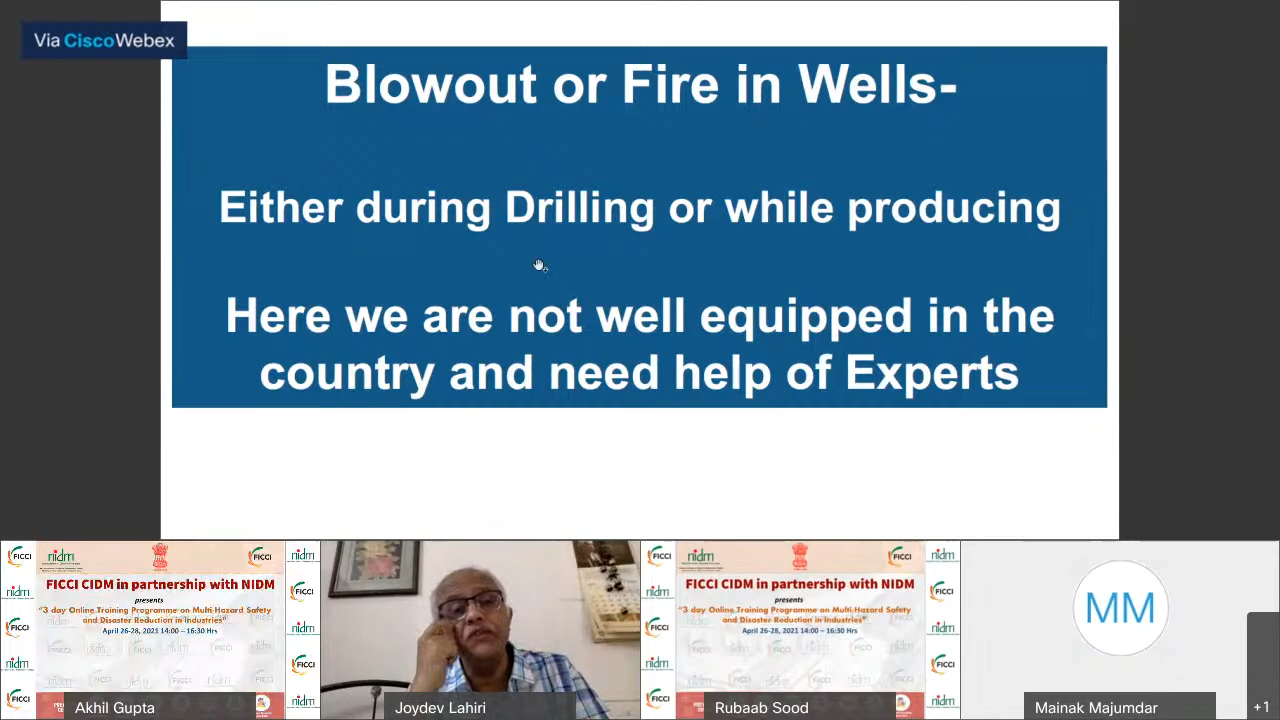 Via CiscoWebex
Blowout or Fire in Wells-
Either during Drilling or while producing
Here we are not well equipped in the
country and need help of Experts
FICCI
nidm
FICCI
FICCI CIDM in partnership with NIDM
presents
“3 day Online Training Programme on Multi-Hazard Safety
and Disaster Reduction in Industries”
April 26-28, 2021 14:00 – 16:30 Hrs
Akhil Gupta
Joydev Lahiri
FICCI
nidm
FICCI
FICCI CIDM in partnership with NIDM
presents
“3 day Online Training Programme on Multi-Hazard Safety
and Disaster Reduction in Industries”
April 26-28, 2021 14:00 – 16:30 Hrs
Rubaab Sood
MM
Mainak Majumdar
+1